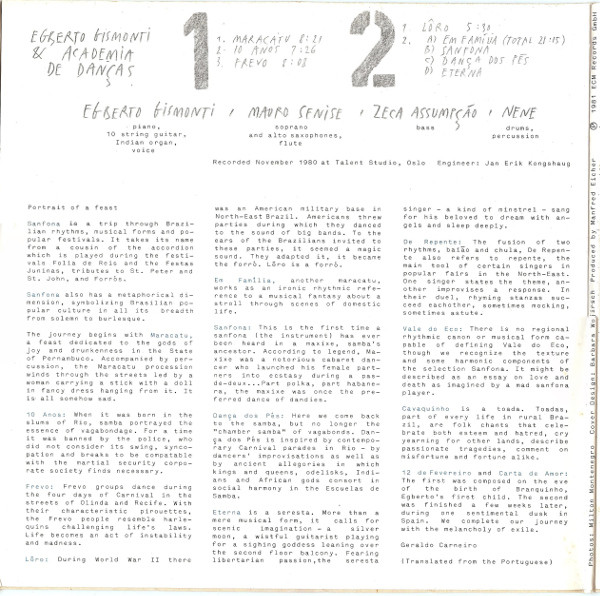 EGBERTO GISMONTI
& ACADEMIA
DE DANÇAS
1
1. MARACATU 8:21
2. 10 ANOS 7:26
3. FREVO 8:08
2
1 LÔRO 5:30
2. A) EM FAMÍLIA (TOTAL 21:15)
B) SANFONA
C) DANÇA DOS PÉS
D) ETERNA
EGBERTO GISMONTI, MAURO SENISE, ZECA ASSUMPÇÃO, NENE
piano,
10 string guitar,
Indian organ,
voice
soprano
and alto saxophones,
flute
bass
drums,
percussion
Recorded November 1980 at Talent Studio, Oslo Engineer: Jan Erik Kongshaug
Portrait of a feast
Sanfona is a trip through Brazi-
lian rhythms, musical forms and po-
pular festivals. It takes its name
from a cousin of the accordion
which is played during the festi-
vals Folia de Reis and the Festas
Juninas, tributes to St. Peter and
St. John, and Forrôs.
Sanfona also has a metaphorical di-
mension, symbolizing Brasilian po-
pular culture in all its breadth
from solemn to burlesque.
The journey begins with Maracatu,
a feast dedicated to the gods of
joy and drunkenness in the State
of Pernambuco. Accompanied by per-
cussion, the Maracatu procession
winds through the streets led by a
woman carrying a stick with a doll
in fancy dress hanging from it. It
is all somehow sad.
10 Anos: When it was born in the
slums of Rio, samba portrayed the
essence of vagabondage. For a time
it was banned by the police, who
did not consider its swing, synco-
pation and breaks to be compatable
with the martial security corpo-
rate society finds necessary.
Frevo: Frevo groups dance during
the four days of Carnival in the
streets of Olinda and Recife. With
their characteristic pirouettes,
the Frevo people resemble harle-
quins challenging life's laws.
Life becomes an act of instability
and madness.
Lôro: During World War II there
was an American military base in
North-East Brazil. Americans threw
parties during which they danced
to the sound of big bands. To the
ears of the Brazilians invited to
these parties, it seemed a magic
sound. They adapted it, it became
the forrô. Lôro is a forrô.
Em Família, another maracatu,
works as an ironic rhythmic refe-
rence to a musical fantasy about a
stroll through scenes of domestic
life.
Sanfona: This is the first time a
sanfona (the instrument) has ever
been heard in a maxixe, samba's
ancestor. According to legend, Ma-
xixe was a notorious cabaret dan-
cer who launched his female part-
ners into ecstasy during a pas-
de-deux...Part polka, part habane-
ra, the maxixe was once the pre-
ferred dance of dandies.
Dança dos Pés: Here we come back
to the samba, but no longer the
"chamber samba" of vagabonds. Dan-
ça dos Pés is inspired by contempo-
rary Carnival parades in Rio - by
dancers' improvisations as well as
by ancient allegories in which
kings and queens, odelisks, Indi-
ans and African gods consort in
social harmony in the Escuelas de
Samba.
Eterna is a seresta. More than a
mere musical form, it calls for
scenic imagination - a silver
moon, a wistful guitarist playing
for a sighing goddess leaning over
the second floor balcony. Fearing
libertarian passion,the seresta
singer - a kind of minstrel - sang
for his beloved to dream with an-
gels and sleep deeply.
De Repente: The fusion of two
rhythms, baião and chula, De Repen-
te also refers to repente, the
main tool of certain singers in
popular fairs in the North-East.
One singer states the theme, an-
other improvises a response. In
their duel, rhyming stanzas suc-
ceed eachother, sometimes mocking,
sometimes astute.
Vale do Eco: There is no regional
rhythmic canon or musical form ca-
pable of defining Vale do Eco
though we recognize the texture
and some harmonic components of
the selection Sanfona. It might be
described as an essay on love and
death as imagined by a mad sanfona
player.
Cavaquinho is a toada. Toadas,
part of every life in rural Bra-
zil, are folk chants that cele-
brate both esteem and hatred, cry
yearning for other lands, describe
passionate tragedies, comment on
misfortune and fortune alike.
12 de Fevereiro and Carta de Amor:
The first was composed on the eve
of the birth of Branquinho,
Egberto's first child. The second
was finished a few weeks later,
during one sentimental dusk in
Spain. We complete our journey
with the melancholy of exile.
Geraldo Carneiro
(Translated from the Portuguese)
Photos: Milton Montenegro Cover Design: Barbara Wojirsch Produced by Manfred Eicher ℗ 1981 ECM Records GmbH